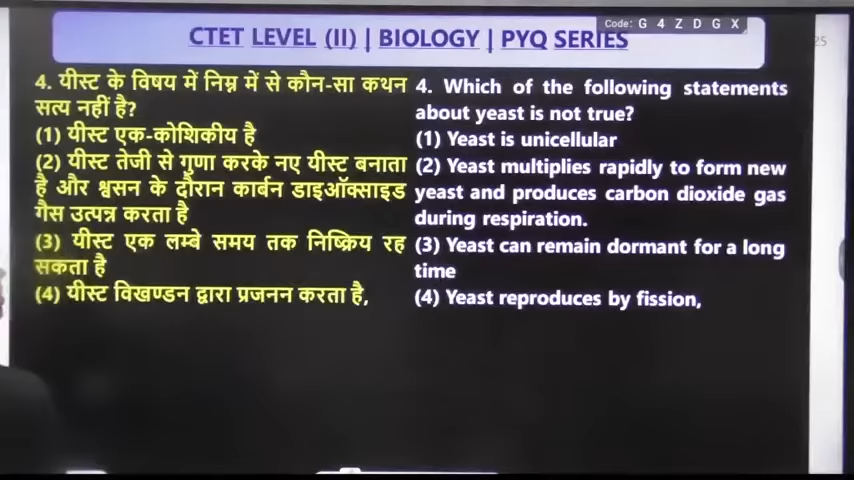 Code: G 4 Z D G X
CTET LEVEL (II) | BIOLOGY | PYQ SERIES
25
4. यीस्ट के विषय में निम्न में से कौन-सा कथन
सत्य नहीं है?
(1) यीस्ट एक-कोशिकीय है
(2) यीस्ट तेजी से गुणा करके नए यीस्ट बनाता
है और श्वसन के दौरान कार्बन डाइऑक्साइड
गैस उत्पन्न करता है
(3) यीस्ट एक लम्बे समय तक निष्क्रिय रह
सकता है
(4) यीस्ट विखण्डन द्वारा प्रजनन करता है,
4. Which of the following statements
about yeast is not true?
(1) Yeast is unicellular
(2) Yeast multiplies rapidly to form new
yeast and produces carbon dioxide gas
during respiration.
(3) Yeast can remain dormant for a long
time
(4) Yeast reproduces by fission,